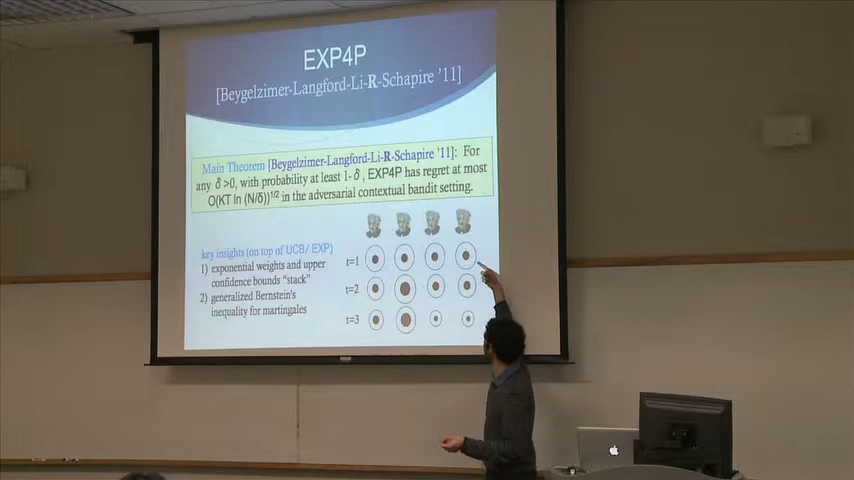 EXP4P
[Beygelzimer-Langford-Li-R-Schapire '11]
Main Theorem [Beygelzimer-Langford-Li-R-Schapire '11]: For
any δ>0, with probability at least 1-δ, EXP4P has regret at most
O(KT ln (N/δ))^1/2 in the adversarial contextual bandit setting.
key insights (on top of UCB/ EXP)
1) exponential weights and upper
confidence bounds "stack"
2) generalized Bernstein's
inequality for martingales
t=1
t=2
t=3